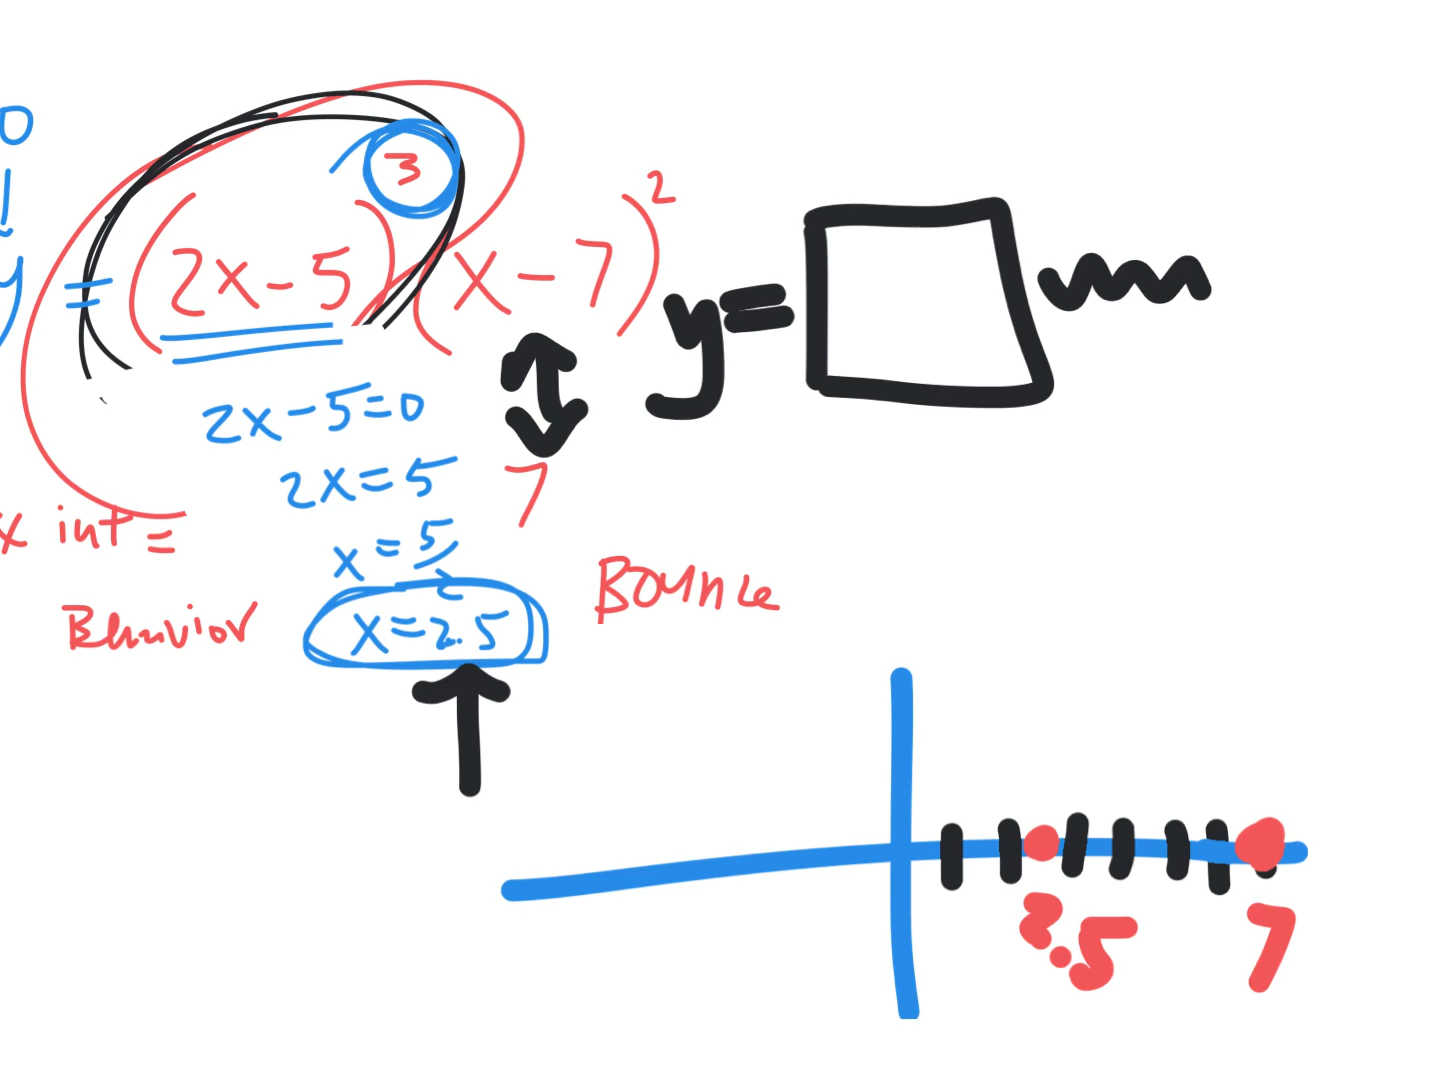 0
y = (2x-5)³(x-7)²
y=
2x-5=0
2x=5
7
x int =
x = 5/2
Behavior
x=2.5
Bounce
2.5
7